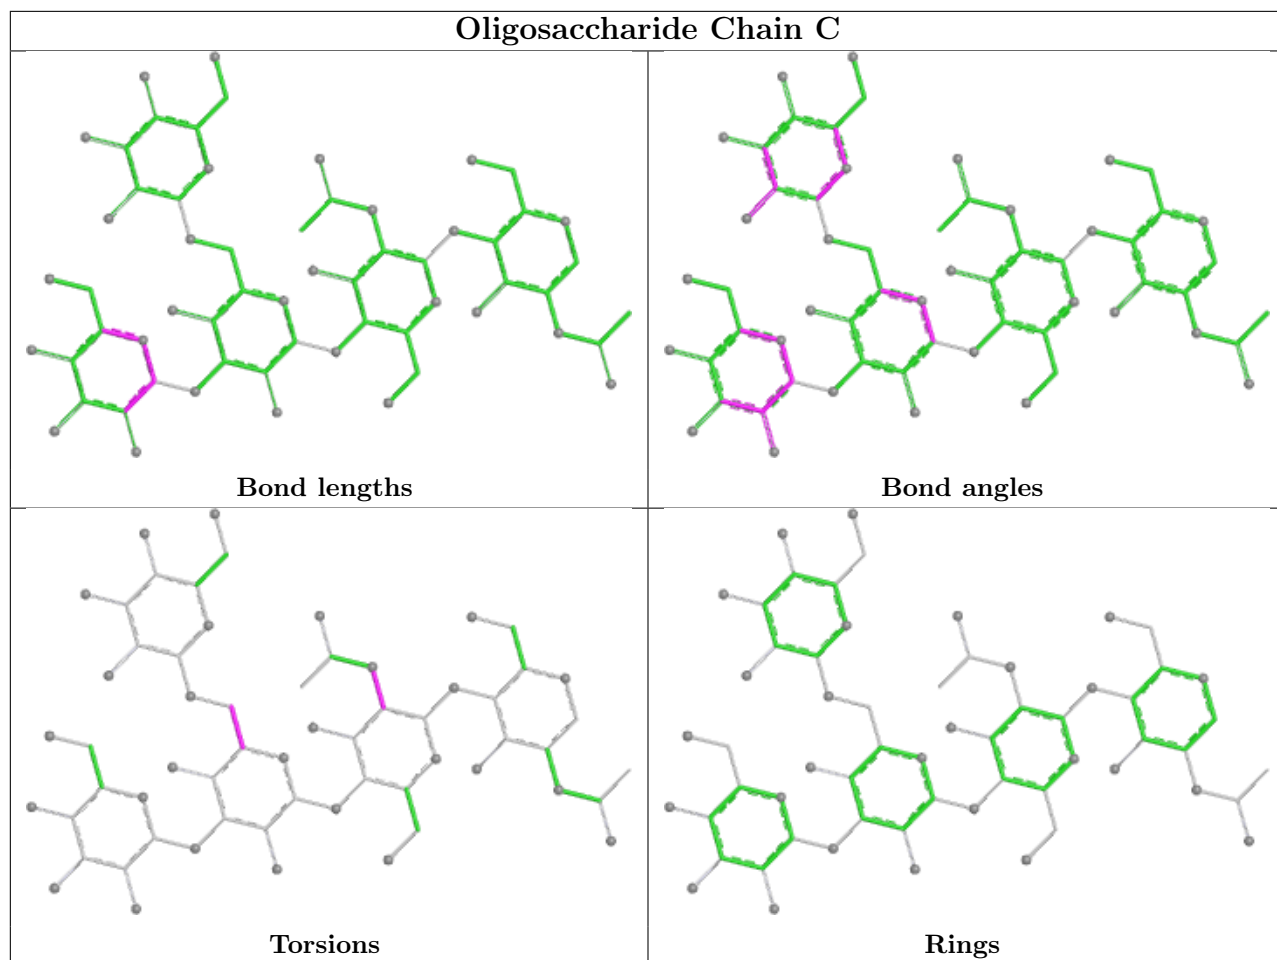 Oligosaccharide Chain C
Bond lengths
Bond angles
Torsions
Rings